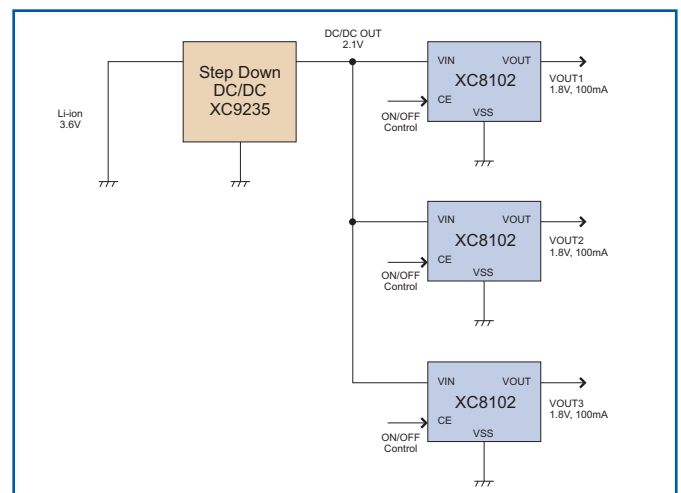 DC/DC OUT
2.1V
Step Down
DC/DC
XC9235
Li-ion
3.6V
VIN VOUT
XC8102
CE
VSS
ON/OFF
Control
VOUT1
1.8V, 100mA
VIN VOUT
XC8102
CE
VSS
ON/OFF
Control
VOUT2
1.8V, 100mA
VIN VOUT
XC8102
CE
VSS
ON/OFF
Control
VOUT3
1.8V, 100mA